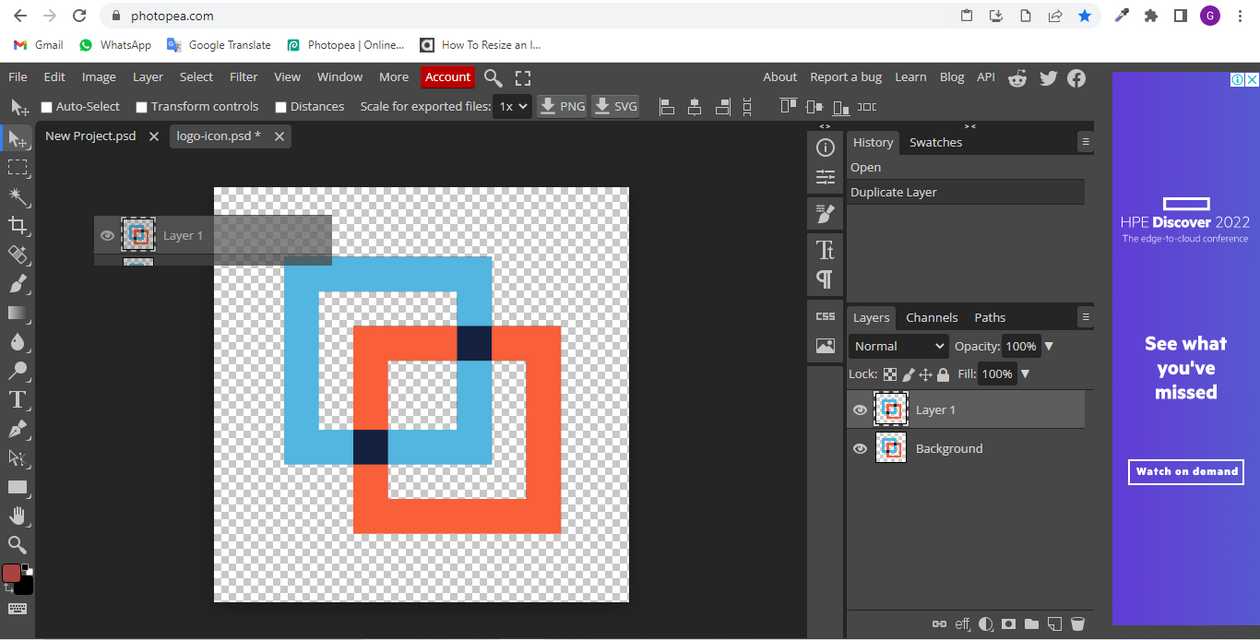 photopea.com
G
Gmail WhatsApp Google Translate Photopea | Online... How To Resize an I...
File Edit Image Layer Select Filter View Window More Account About Report a bug Learn Blog API
Auto-Select Transform controls Distances Scale for exported files: 1x PNG SVG
New Project.psd logo-icon.psd *
< > > <
History Swatches
Open
Duplicate Layer
Layer 1
HPE Discover 2022
The edge-to-cloud conference
CSS
Layers Channels Paths
Normal Opacity: 100%
Lock: Fill: 100%
Layer 1
Background
See what
you've
missed
Watch on demand
eff